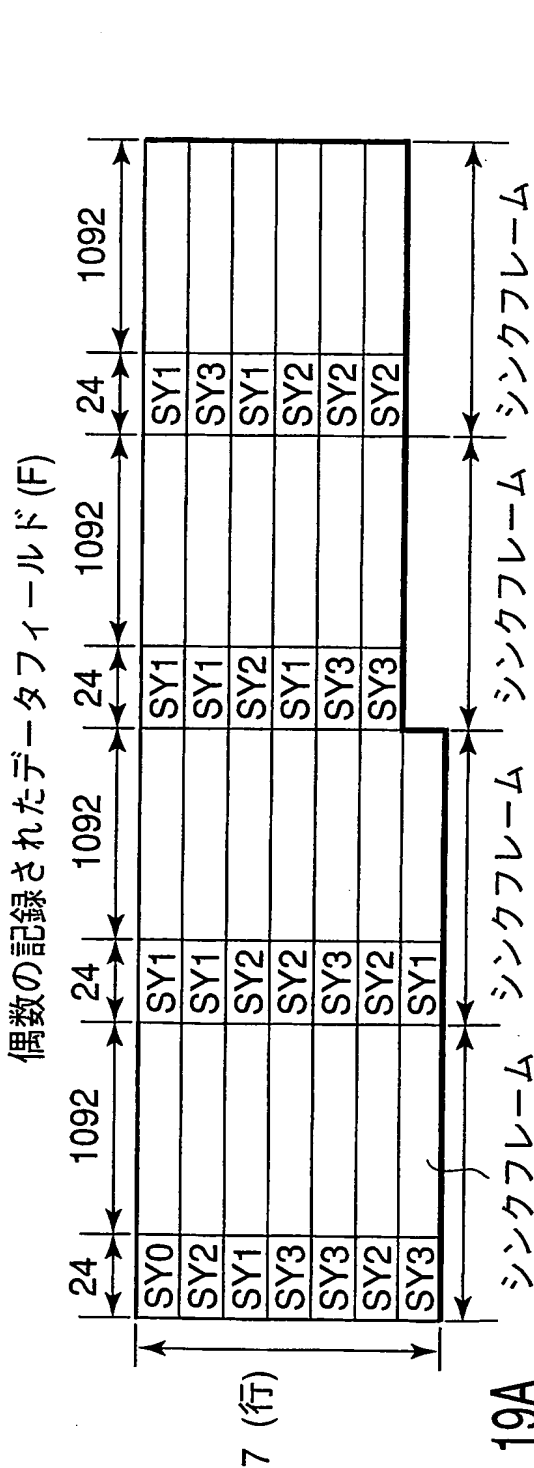 偶数の記録されたデータフィールド(F)
24 1092 24 1092 24 1092 24 1092
SY0 SY1 SY1 SY1
SY2 SY1 SY1 SY3
SY1 SY2 SY2 SY1
SY3 SY2 SY1 SY2
SY3 SY3 SY3 SY2
SY2 SY2 SY3 SY2
SY3 SY1
7 (行)
シンクフレーム シンクフレーム シンクフレーム シンクフレーム
19A